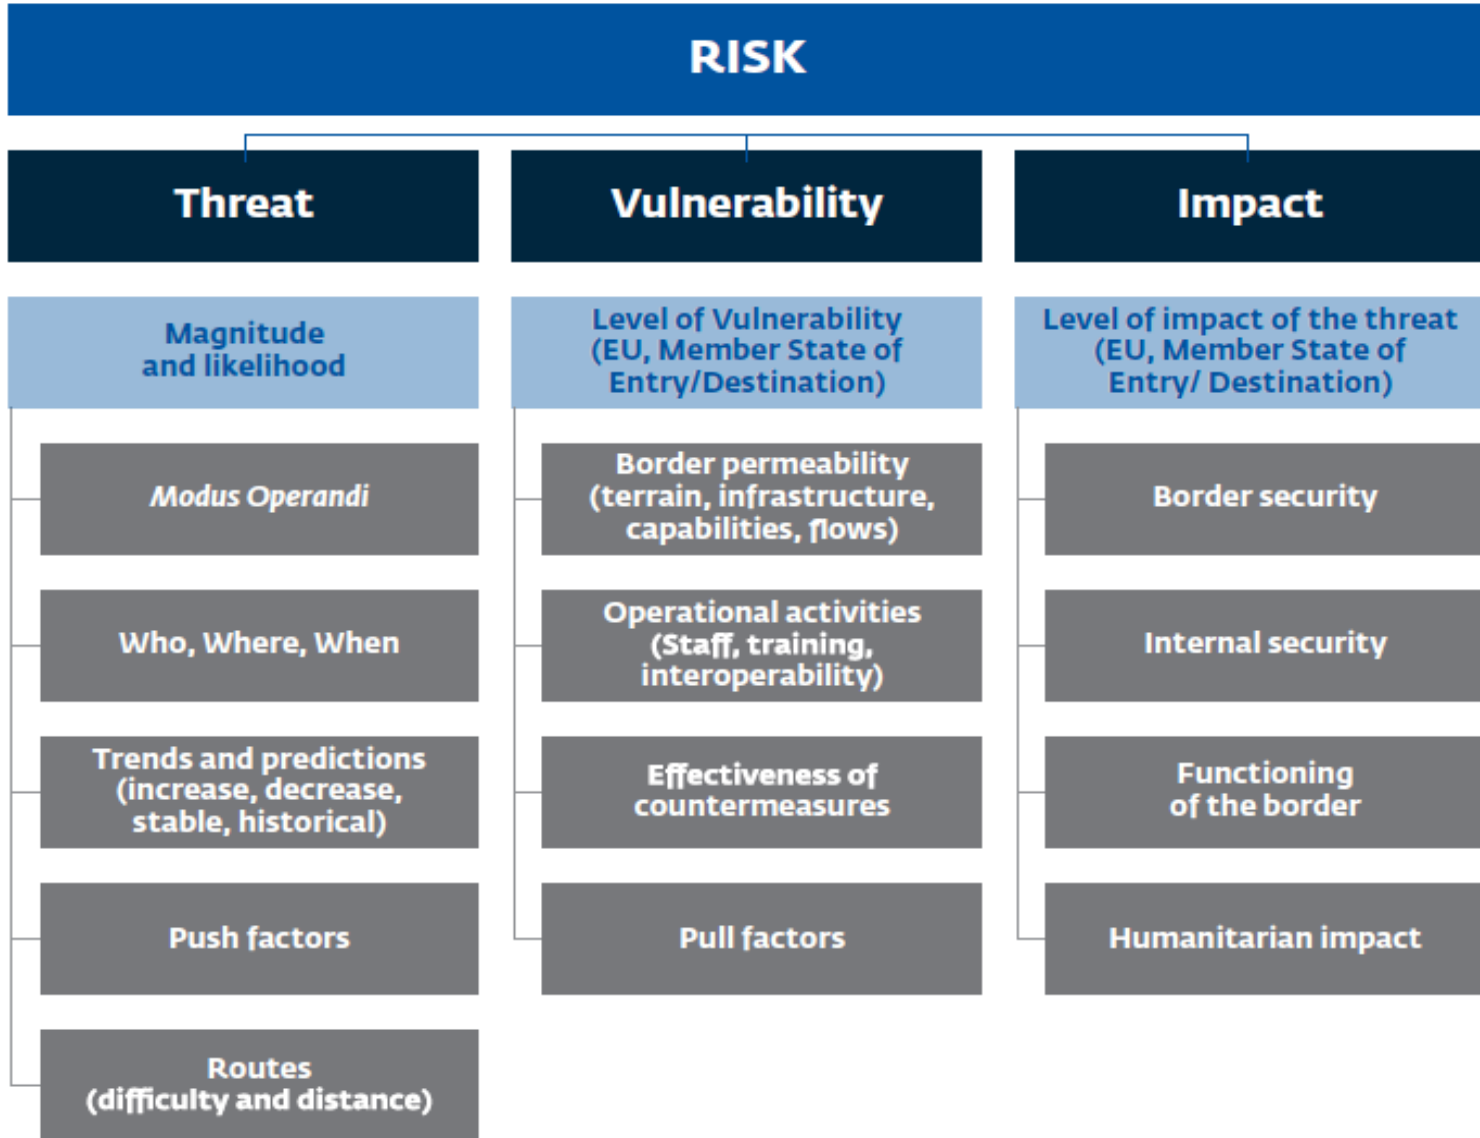 RISK
Threat
Vulnerability
Impact
Magnitude
and likelihood
Level of Vulnerability
(EU, Member State of
Entry/Destination)
Level of impact of the threat
(EU, Member State of
Entry/ Destination)
Modus Operandi
Border permeability
(terrain, infrastructure,
capabilities, flows)
Border security
Who, Where, When
Operational activities
(Staff, training,
interoperability)
Internal security
Trends and predictions
(increase, decrease,
stable, historical)
Effectiveness of
countermeasures
Functioning
of the border
Push factors
Pull factors
Humanitarian impact
Routes
(difficulty and distance)